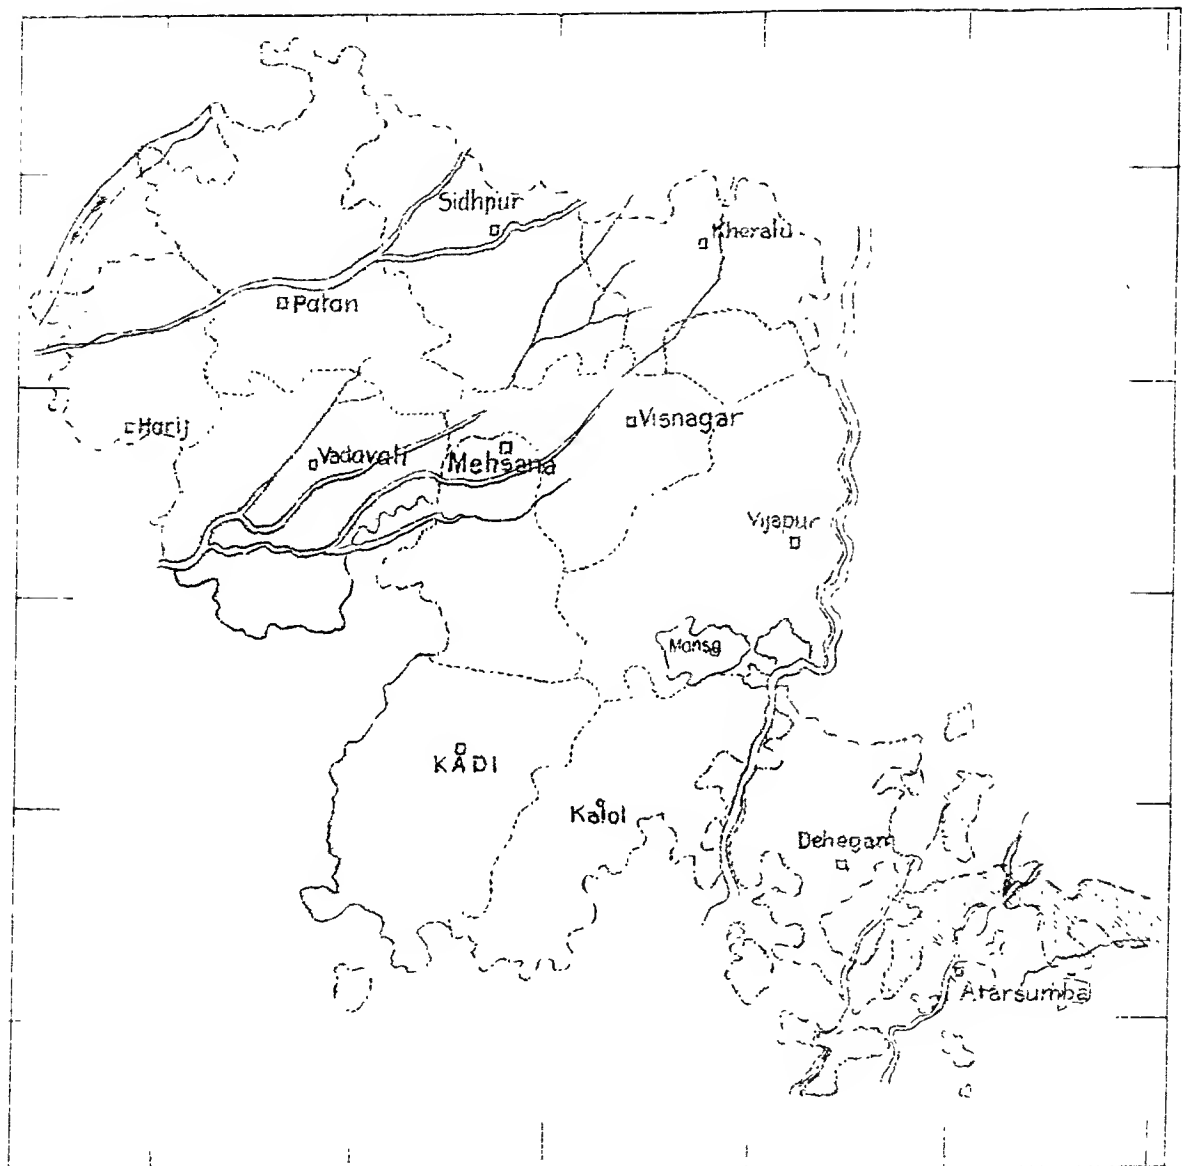 Sidhpur
Kheralu
Patan
Harij
Visnagar
Vadavali
Mehsana
Vijapur
Mansa
KADI
Kalol
Dehegam
Atarsumba